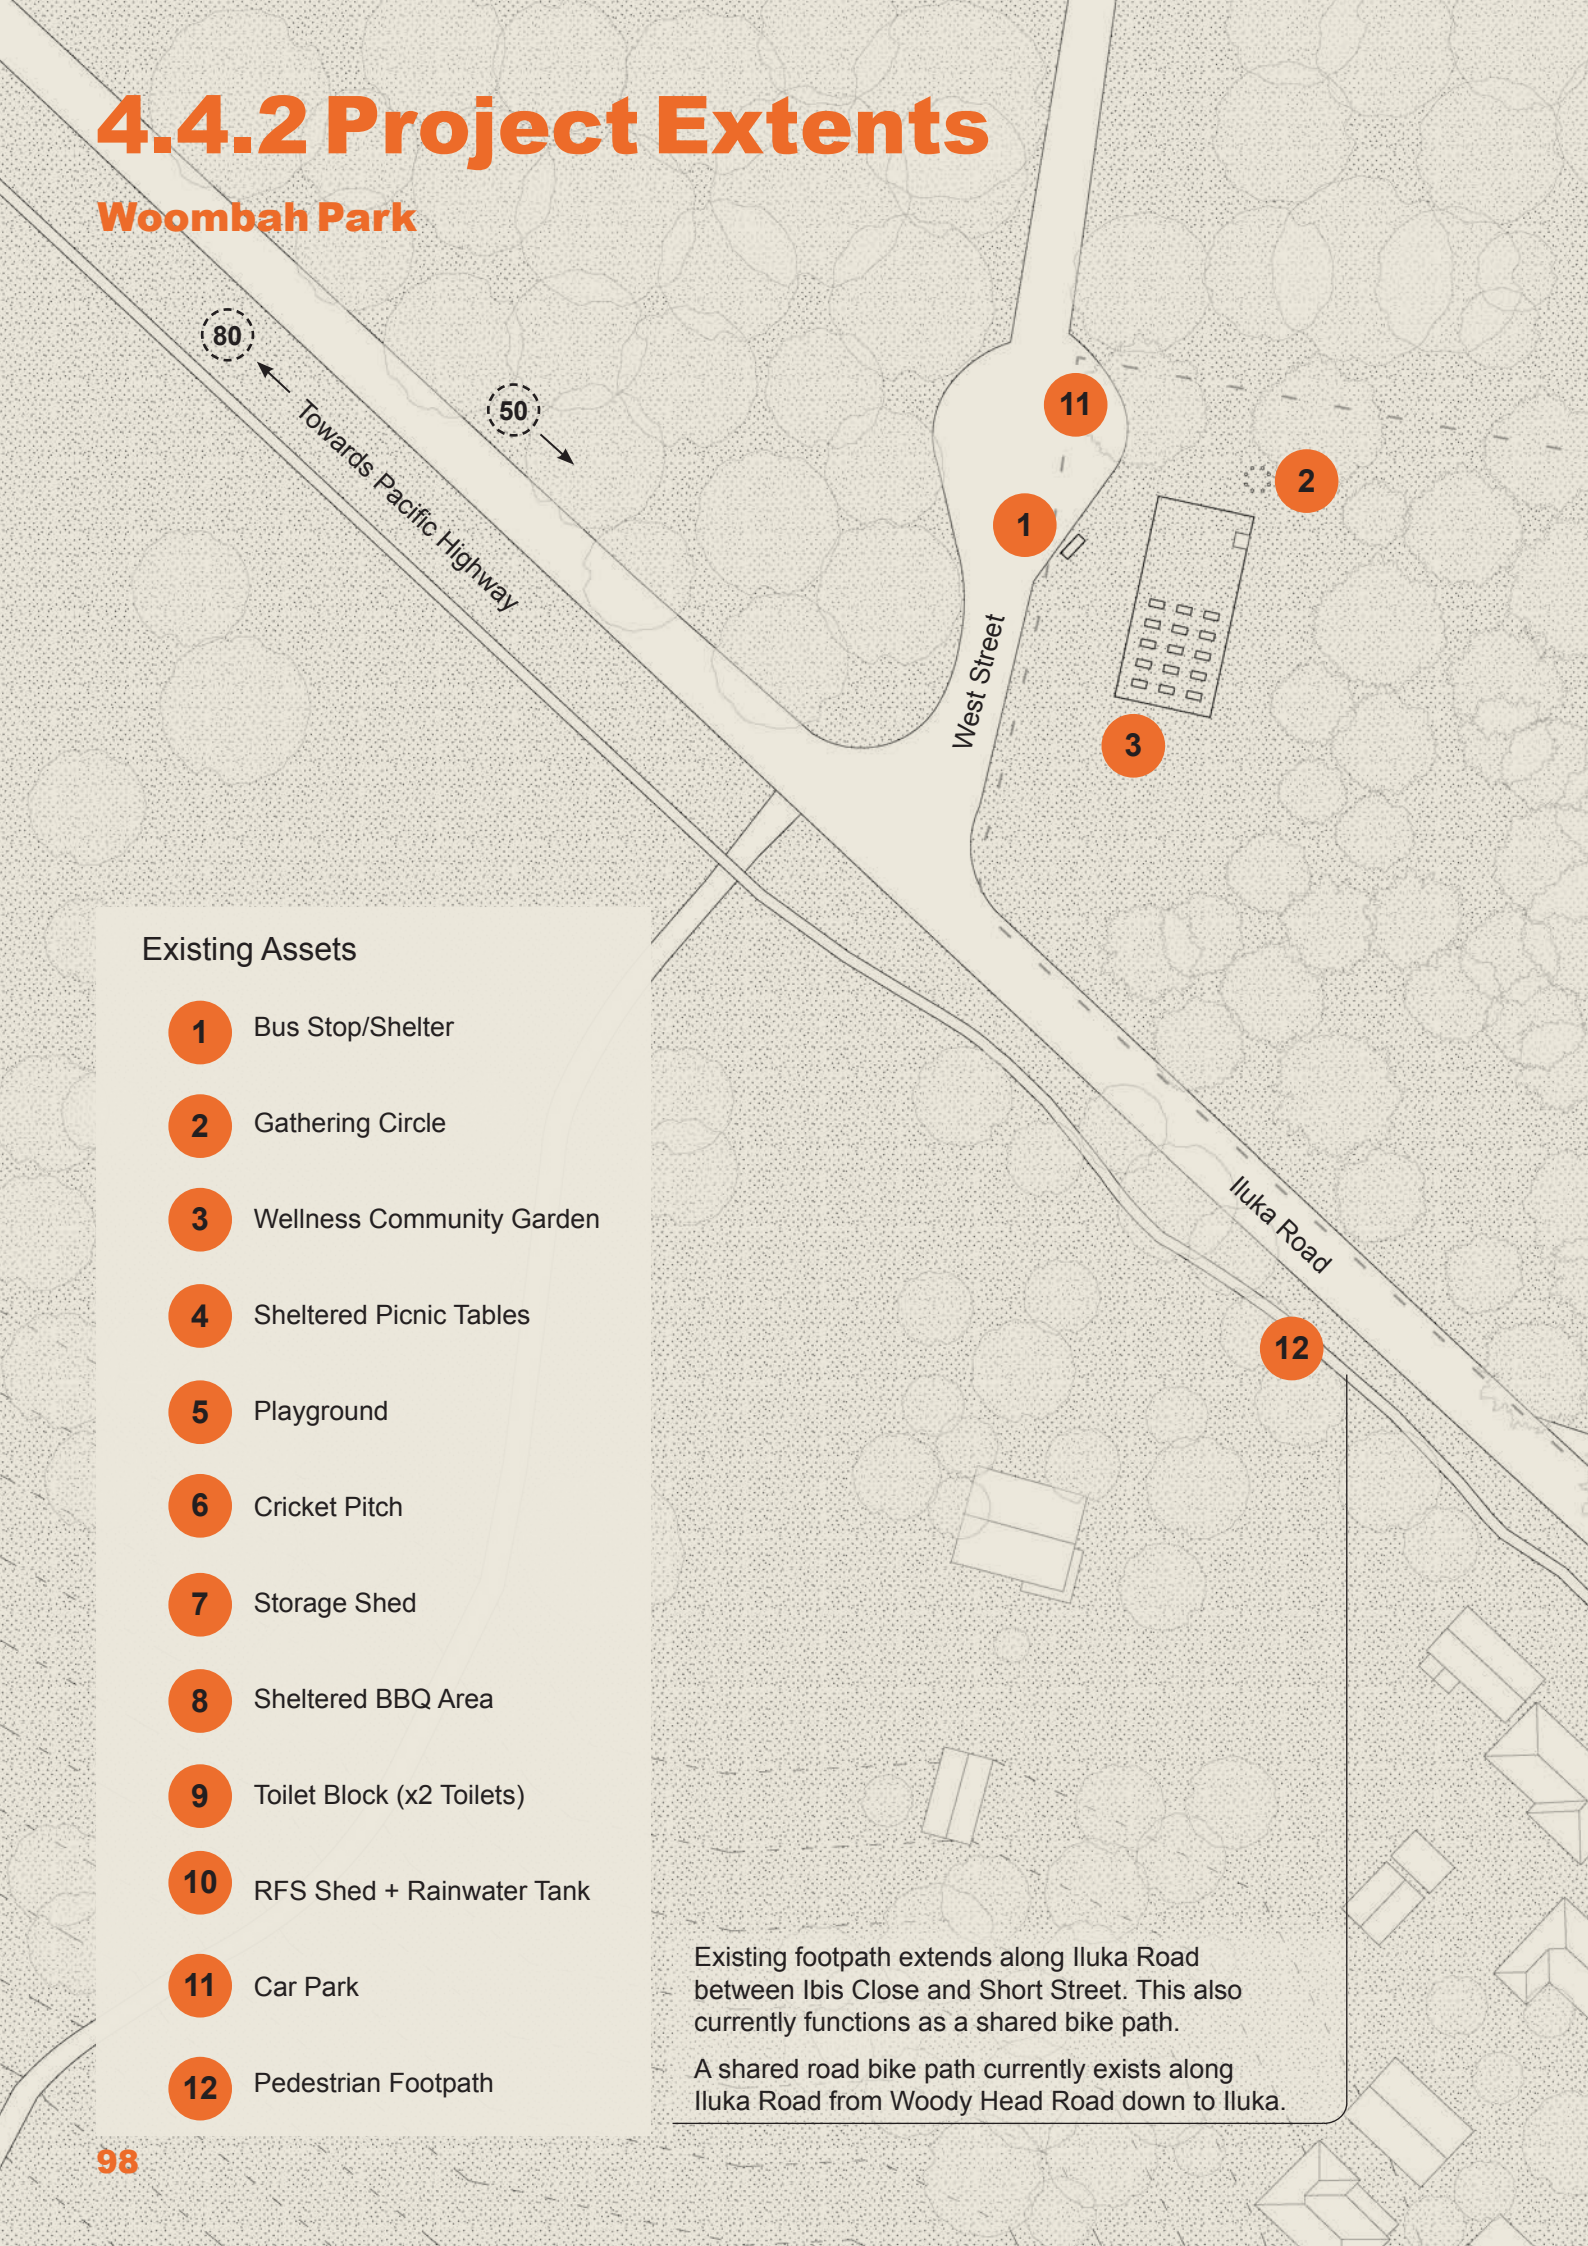 4.4.2 Project Extents
Woombah Park
80
50
Towards Pacific Highway
11
2
1
West Street
3
Iluka Road
12
Existing Assets
1 Bus Stop/Shelter
2 Gathering Circle
3 Wellness Community Garden
4 Sheltered Picnic Tables
5 Playground
6 Cricket Pitch
7 Storage Shed
8 Sheltered BBQ Area
9 Toilet Block (x2 Toilets)
10 RFS Shed + Rainwater Tank
11 Car Park
12 Pedestrian Footpath
Existing footpath extends along Iluka Road
between Ibis Close and Short Street. This also
currently functions as a shared bike path.
A shared road bike path currently exists along
Iluka Road from Woody Head Road down to Iluka.
98